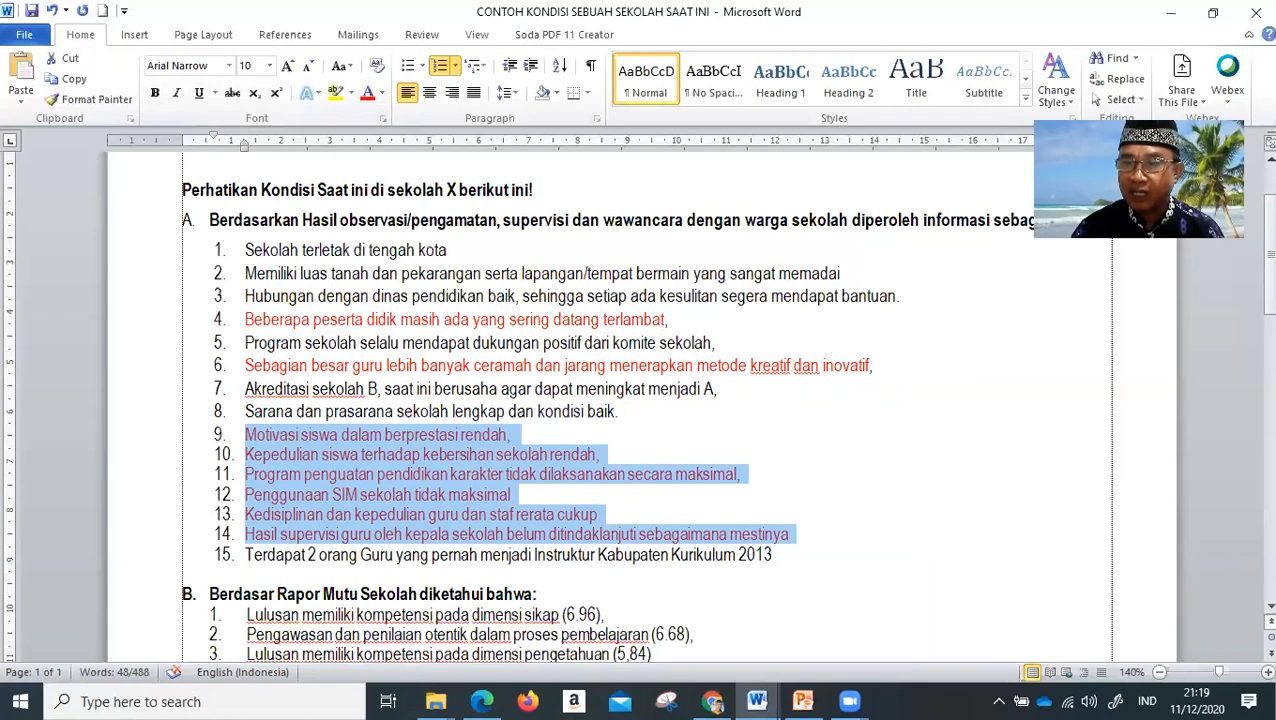 CONTOH KONDISI SEBUAH SEKOLAH SAAT INI - Microsoft Word
File Home Insert Page Layout References Mailings Review View Soda PDF 11 Creator
Paste
Cut
Copy
Format Painter
Clipboard
Arial Narrow 10
Font
Paragraph
AaBbCcD AaBbCcI AaBbCc AaBbCc AaB AaBbCcL
¶ Normal ¶ No Spaci... Heading 1 Heading 2 Title Subtitle
Change Styles
Styles
Find
Replace
Select
Editing
Share This File
Webex
Perhatikan Kondisi Saat ini di sekolah X berikut ini!
A. Berdasarkan Hasil observasi/pengamatan, supervisi dan wawancara dengan warga sekolah diperoleh informasi sebag
1. Sekolah terletak di tengah kota
2. Memiliki luas tanah dan pekarangan serta lapangan/tempat bermain yang sangat memadai
3. Hubungan dengan dinas pendidikan baik, sehingga setiap ada kesulitan segera mendapat bantuan.
4. Beberapa peserta didik masih ada yang sering datang terlambat,
5. Program sekolah selalu mendapat dukungan positif dari komite sekolah,
6. Sebagian besar guru lebih banyak ceramah dan jarang menerapkan metode kreatif dan inovatif,
7. Akreditasi sekolah B, saat ini berusaha agar dapat meningkat menjadi A,
8. Sarana dan prasarana sekolah lengkap dan kondisi baik.
9. Motivasi siswa dalam berprestasi rendah,
10. Kepedulian siswa terhadap kebersihan sekolah rendah,
11. Program penguatan pendidikan karakter tidak dilaksanakan secara maksimal,
12. Penggunaan SIM sekolah tidak maksimal
13. Kedisiplinan dan kepedulian guru dan staf rerata cukup
14. Hasil supervisi guru oleh kepala sekolah belum ditindaklanjuti sebagaimana mestinya
15. Terdapat 2 orang Guru yang pernah menjadi Instruktur Kabupaten Kurikulum 2013
B. Berdasar Rapor Mutu Sekolah diketahui bahwa:
1. Lulusan memiliki kompetensi pada dimensi sikap (6.96),
2. Pengawasan dan penilaian otentik dalam proses pembelajaran (6.68),
3. Lulusan memiliki kompetensi pada dimensi pengetahuan (5,84)
Page: 1 of 1 Words: 48/488 English (Indonesia) 140%
Type here to search
IND
21:19
11/12/2020